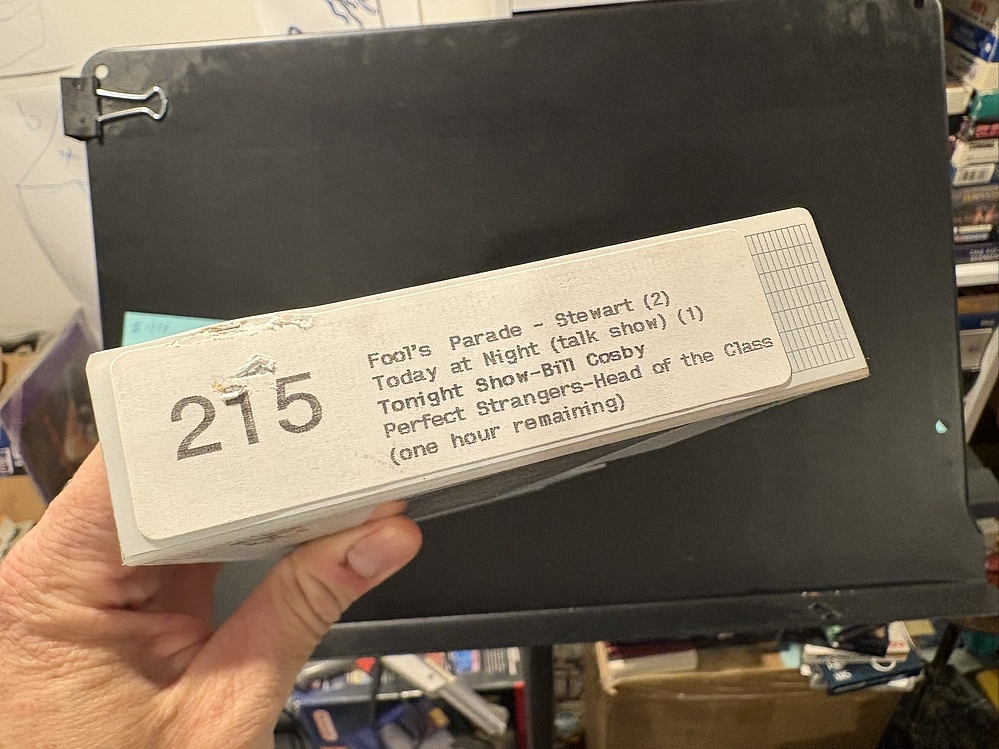 215
Fool's Parade - Stewart (2)
Today at Night (talk show) (1)
Tonight Show-Bill Cosby
Perfect Strangers-Head of the Class
(one hour remaining)